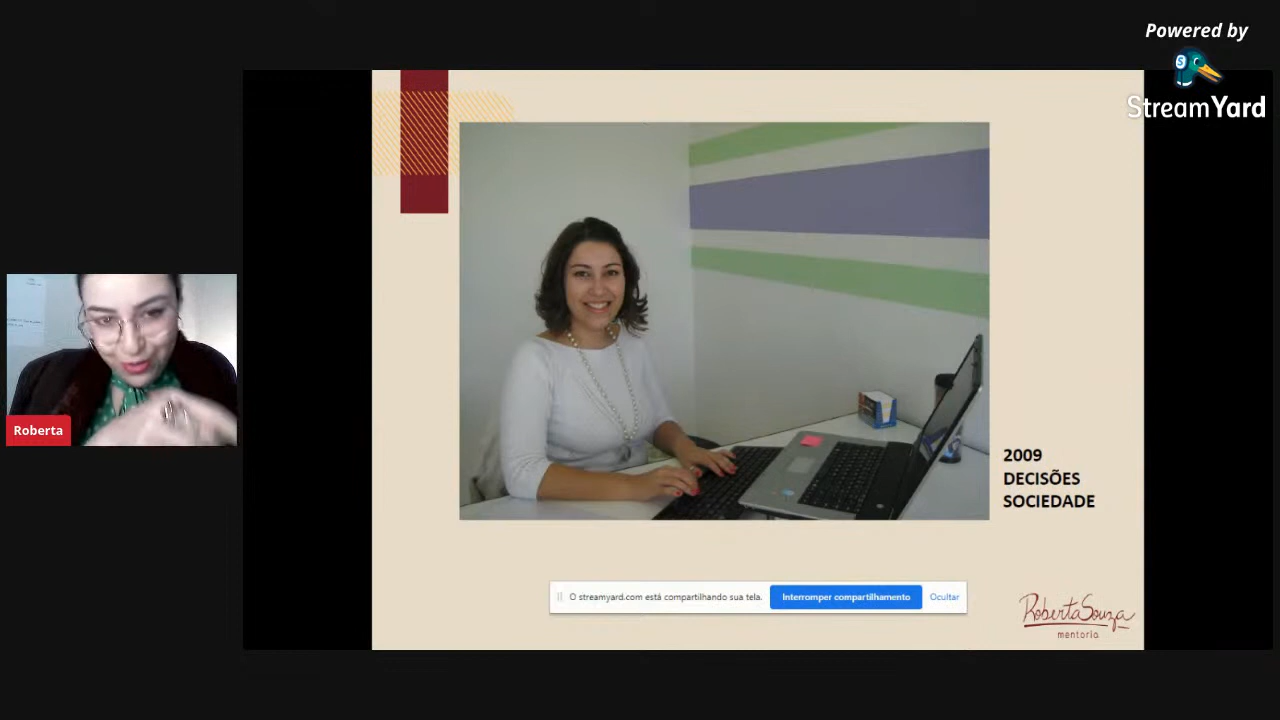 Powered by
StreamYard
Roberta
2009
DECISÕES
SOCIEDADE
O streamyard.com está compartilhando sua tela.
Interromper compartilhamento
Ocultar
Roberta Souza
mentoria